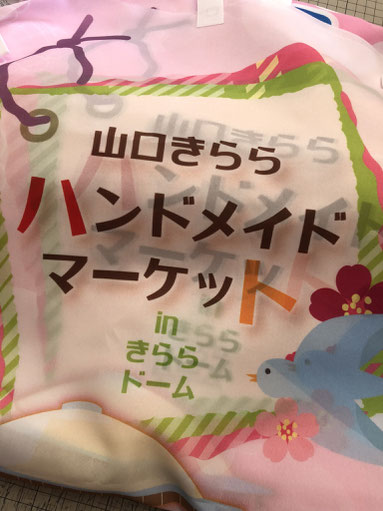 山口きらら
ハンドメイド
マーケット
in
きらら
ドーム